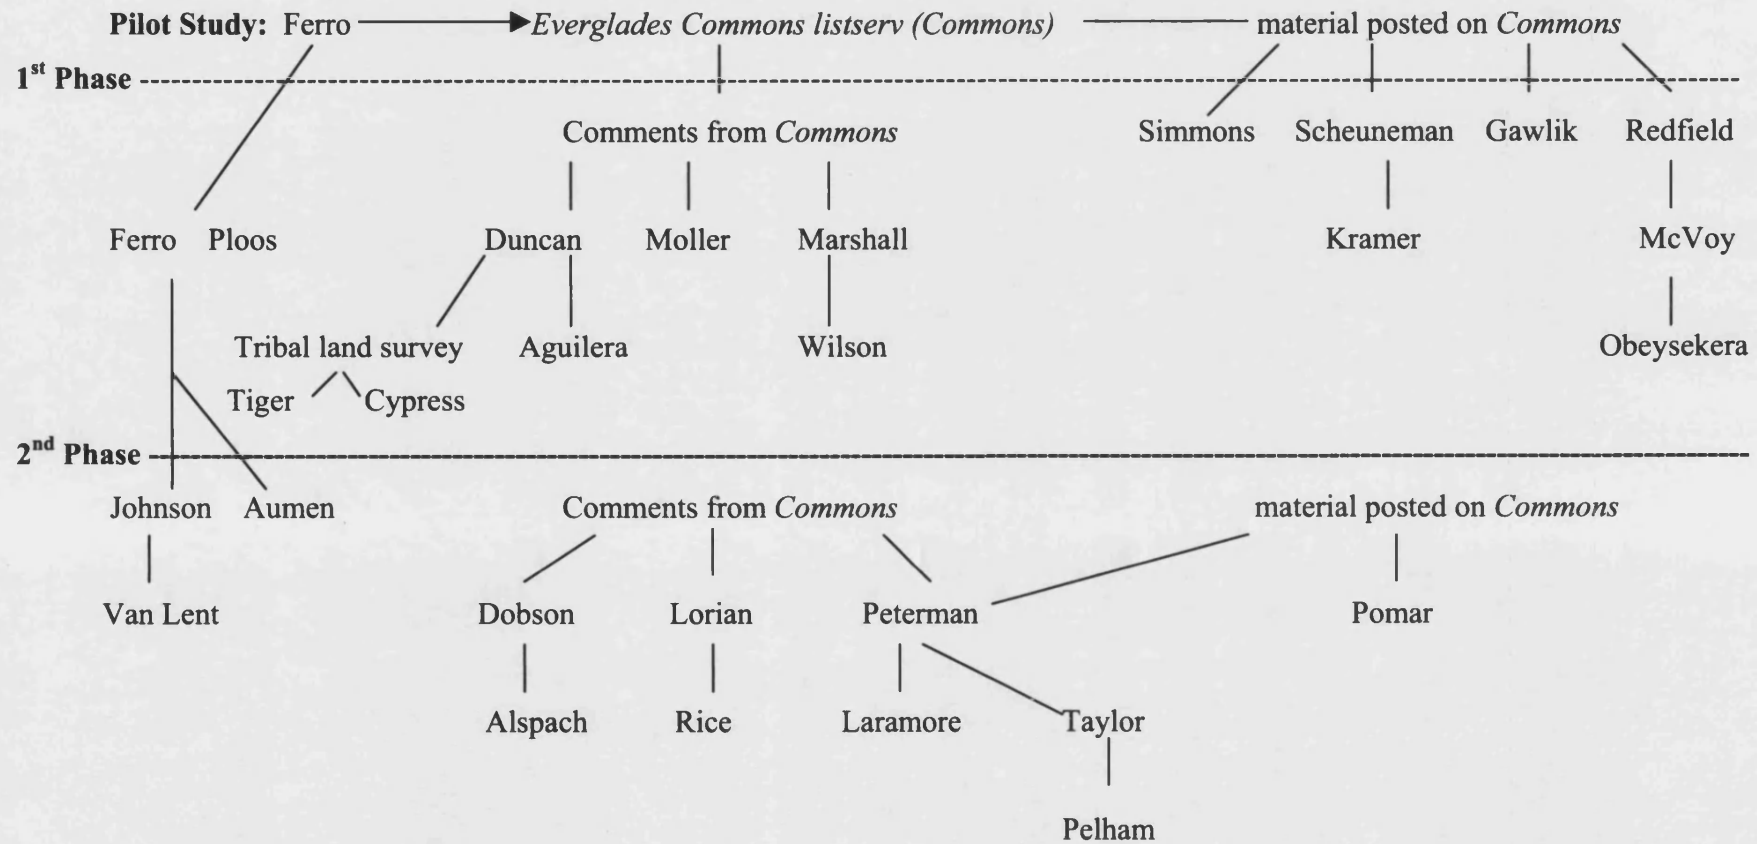 Pilot Study: Ferro Everglades Commons listserv (Commons) material posted on Commons
1st Phase
Comments from Commons Simmons Scheuneman Gawlik Redfield
Ferro Ploos Duncan Moller Marshall Kramer McVoy
Tribal land survey Aguilera Wilson Obeysekera
Tiger Cypress
2nd Phase
Johnson Aumen Comments from Commons material posted on Commons
Van Lent Dobson Lorian Peterman Pomar
Alspach Rice Laramore Taylor
Pelham